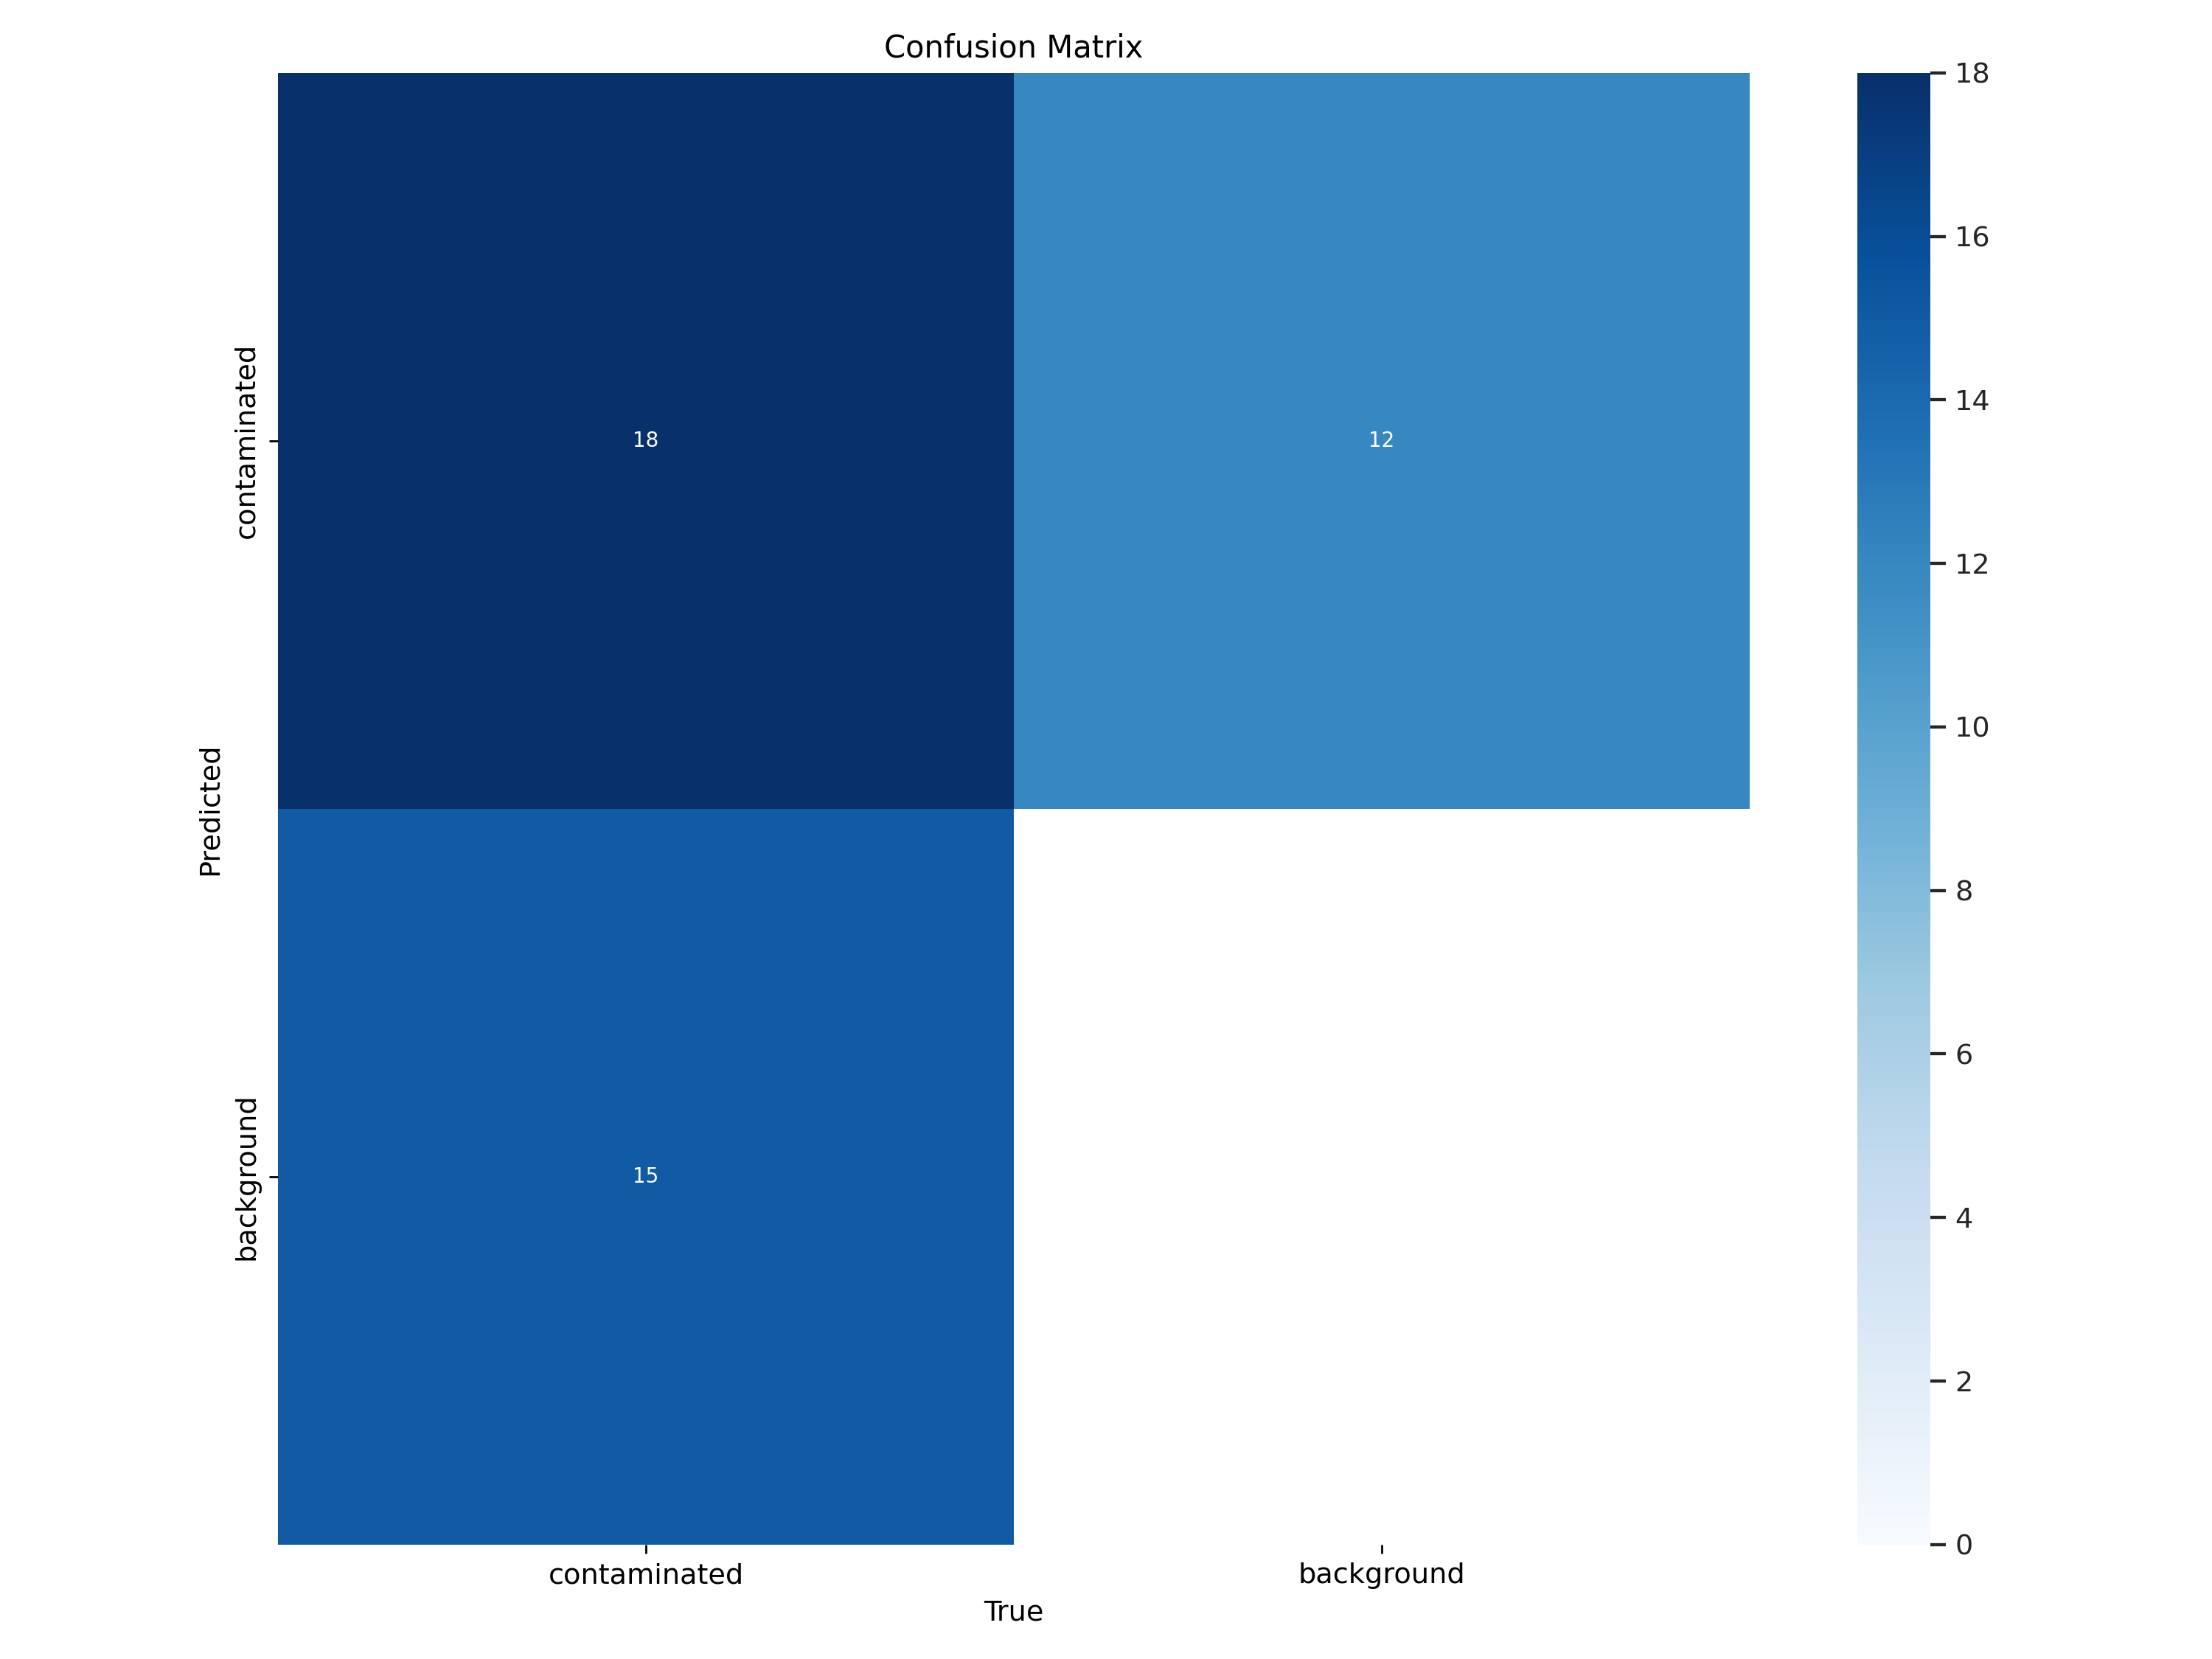 Confusion Matrix
contaminated
background
Predicted
18
12
15
contaminated
background
True
18
16
14
12
10
8
6
4
2
0